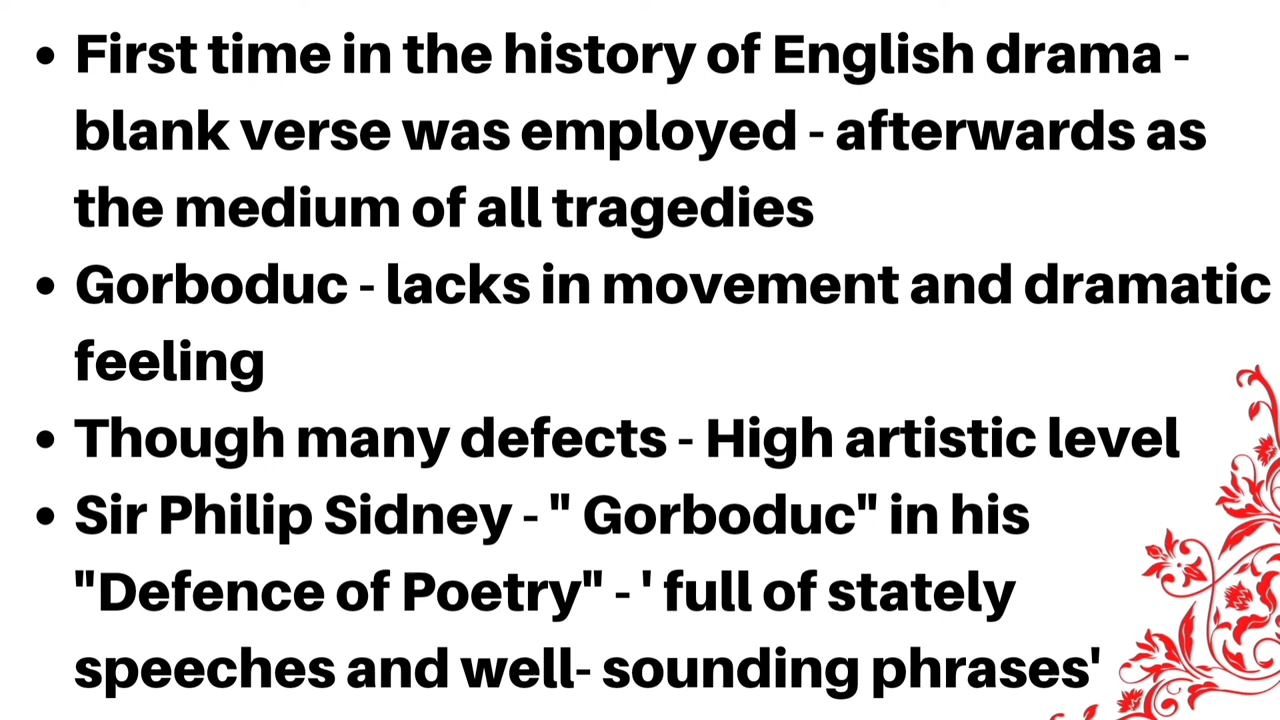 • First time in the history of English drama -
blank verse was employed - afterwards as
the medium of all tragedies
• Gorboduc - lacks in movement and dramatic
feeling
• Though many defects - High artistic level
• Sir Philip Sidney - " Gorboduc" in his
"Defence of Poetry" - ' full of stately
speeches and well- sounding phrases'